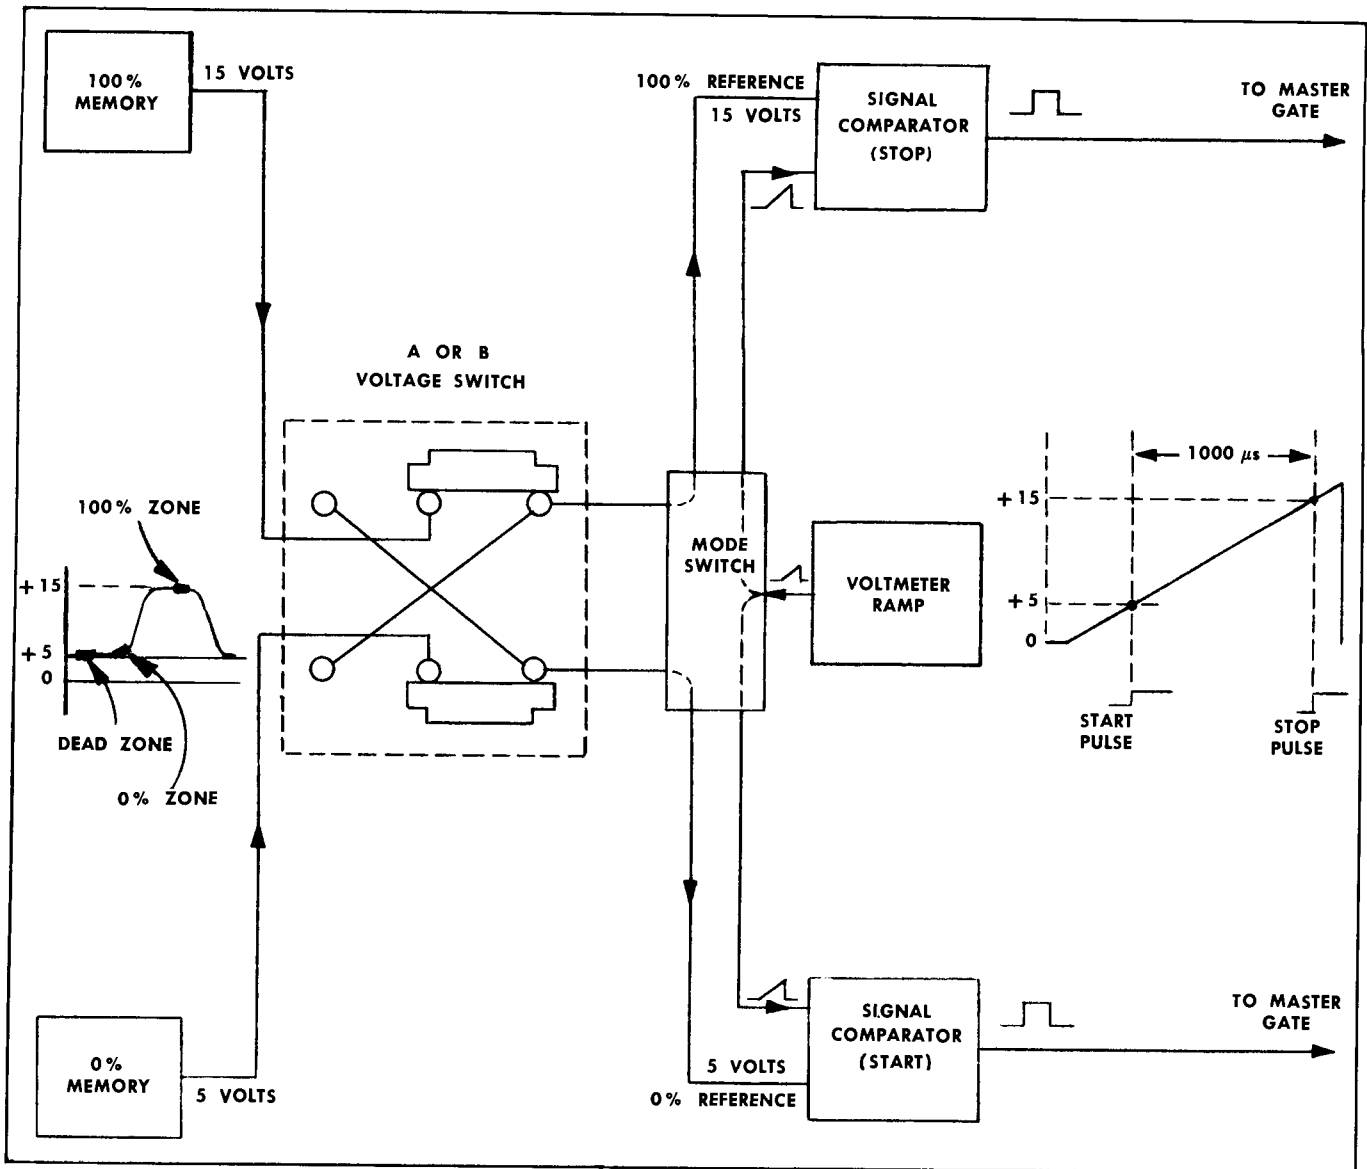 100%
MEMORY
15 VOLTS
100% REFERENCE
15 VOLTS
SIGNAL
COMPARATOR
(STOP)
TO MASTER
GATE
A OR B
VOLTAGE SWITCH
100% ZONE
+15
+5
0
DEAD ZONE
0% ZONE
MODE
SWITCH
VOLTMETER
RAMP
1000 μs
+15
+5
0
START
PULSE
STOP
PULSE
0%
MEMORY
5 VOLTS
5 VOLTS
0% REFERENCE
SIGNAL
COMPARATOR
(START)
TO MASTER
GATE